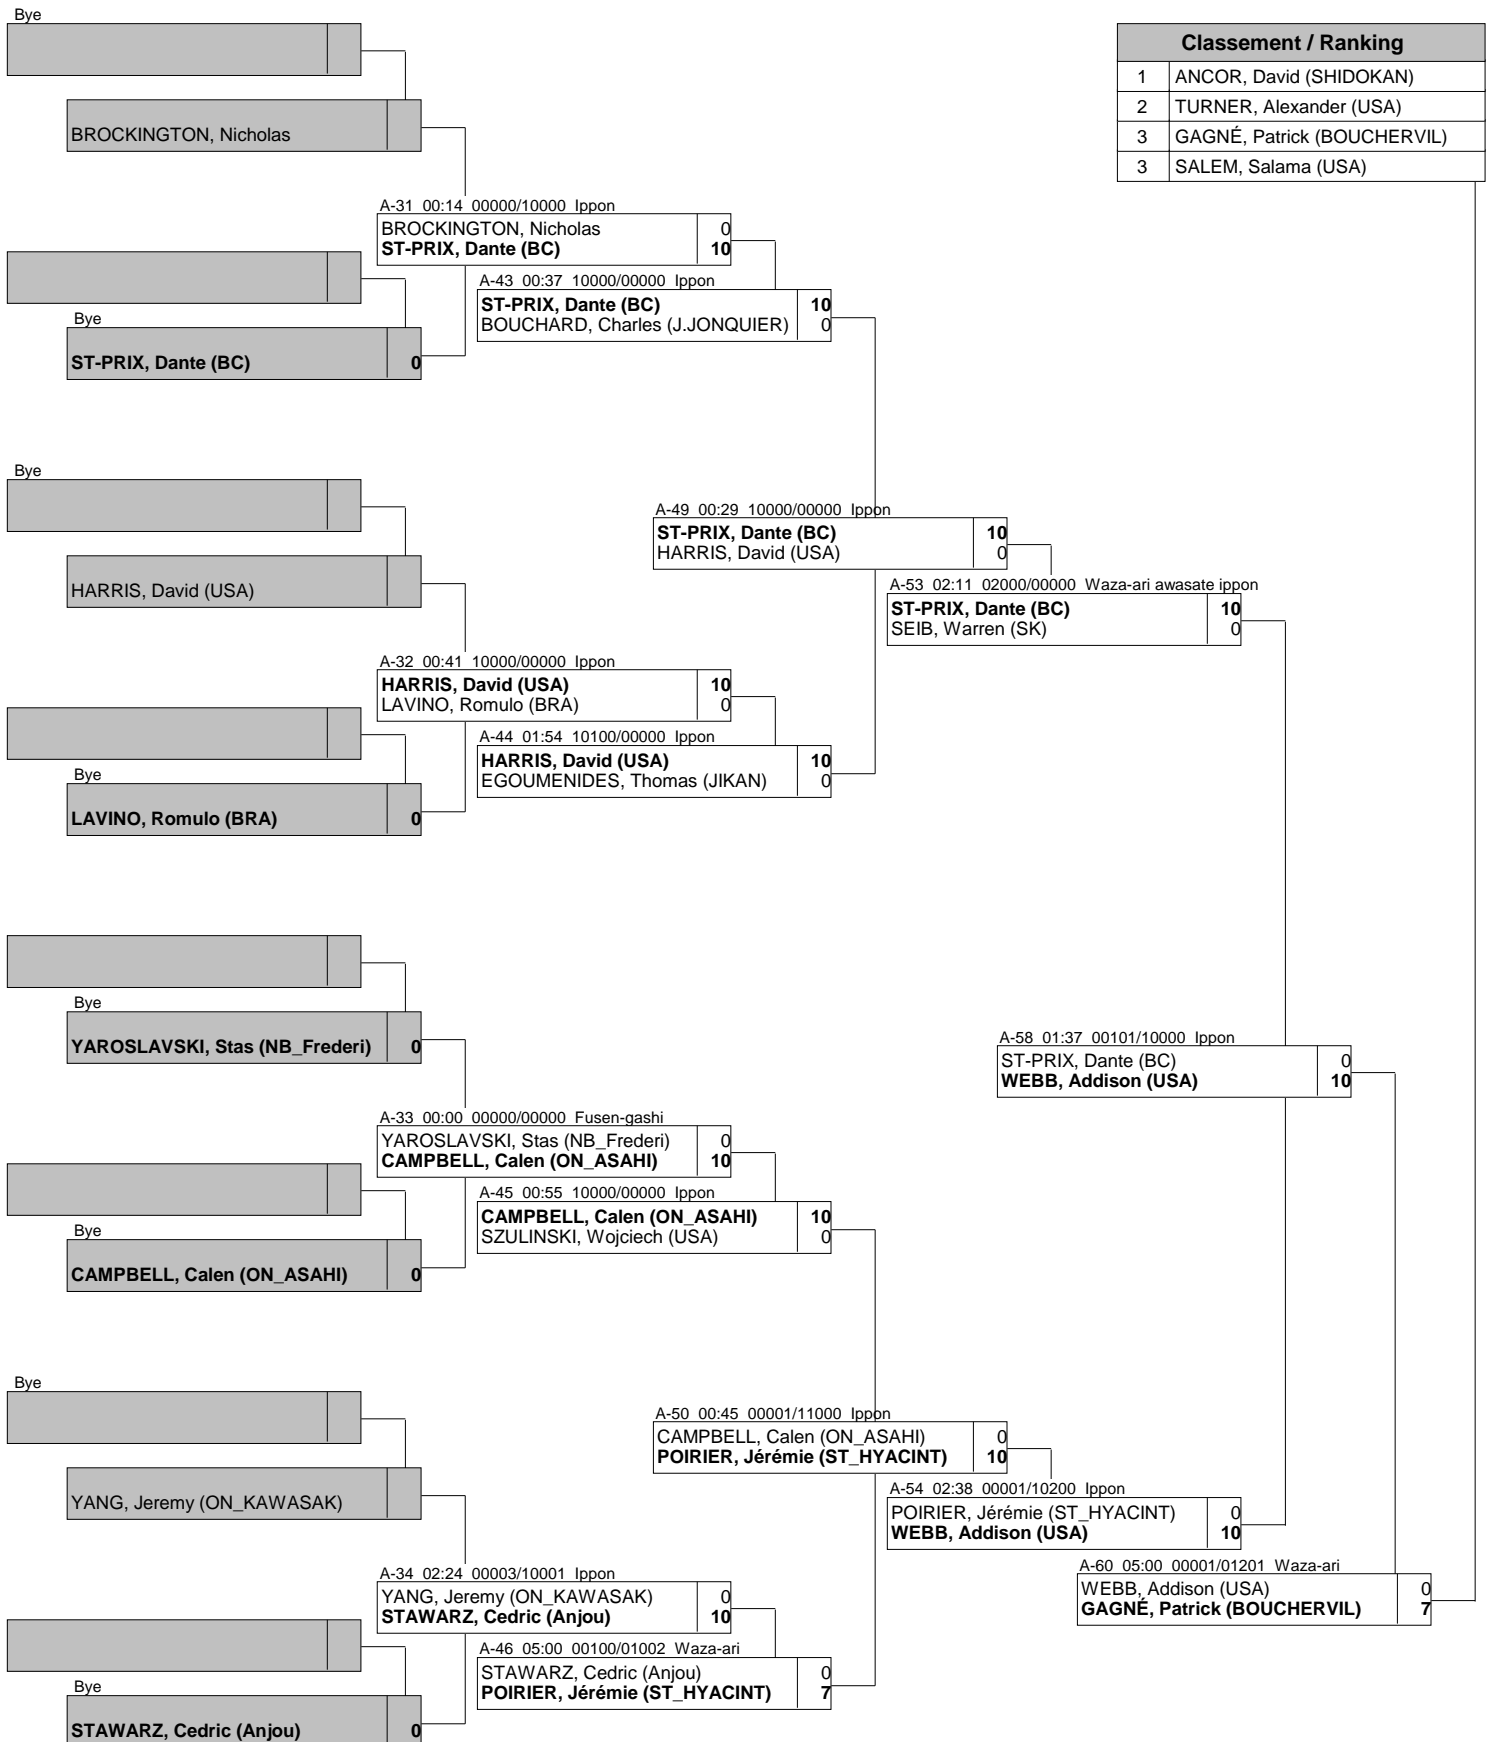 Bye
Classement / Ranking
1 ANCOR, David (SHIDOKAN)
2 TURNER, Alexander (USA)
3 GAGNÉ, Patrick (BOUCHERVIL)
3 SALEM, Salama (USA)
BROCKINGTON, Nicholas
A-31 00:14 00000/10000 Ippon
BROCKINGTON, Nicholas 0
ST-PRIX, Dante (BC) 10
A-43 00:37 10000/00000 Ippon
ST-PRIX, Dante (BC) 10
BOUCHARD, Charles (J.JONQUIER) 0
Bye
ST-PRIX, Dante (BC) 0
Bye
A-49 00:29 10000/00000 Ippon
ST-PRIX, Dante (BC) 10
HARRIS, David (USA) 0
HARRIS, David (USA)
A-53 02:11 02000/00000 Waza-ari awasate ippon
ST-PRIX, Dante (BC) 10
SEIB, Warren (SK) 0
A-32 00:41 10000/00000 Ippon
HARRIS, David (USA) 10
LAVINO, Romulo (BRA) 0
A-44 01:54 10100/00000 Ippon
HARRIS, David (USA) 10
EGOUMENIDES, Thomas (JIKAN) 0
Bye
LAVINO, Romulo (BRA) 0
Bye
YAROSLAVSKI, Stas (NB_Frederi) 0
A-58 01:37 00101/10000 Ippon
ST-PRIX, Dante (BC) 0
WEBB, Addison (USA) 10
A-33 00:00 00000/00000 Fusen-gashi
YAROSLAVSKI, Stas (NB_Frederi) 0
CAMPBELL, Calen (ON_ASAHI) 10
A-45 00:55 10000/00000 Ippon
CAMPBELL, Calen (ON_ASAHI) 10
SZULINSKI, Wojciech (USA) 0
Bye
CAMPBELL, Calen (ON_ASAHI) 0
Bye
A-50 00:45 00001/11000 Ippon
CAMPBELL, Calen (ON_ASAHI) 0
POIRIER, Jérémie (ST_HYACINT) 10
YANG, Jeremy (ON_KAWASAK)
A-54 02:38 00001/10200 Ippon
POIRIER, Jérémie (ST_HYACINT) 0
WEBB, Addison (USA) 10
A-60 05:00 00001/01201 Waza-ari
WEBB, Addison (USA) 0
GAGNÉ, Patrick (BOUCHERVIL) 7
A-34 02:24 00003/10001 Ippon
YANG, Jeremy (ON_KAWASAK) 0
STAWARZ, Cedric (Anjou) 10
A-46 05:00 00100/01002 Waza-ari
STAWARZ, Cedric (Anjou) 0
POIRIER, Jérémie (ST_HYACINT) 7
Bye
STAWARZ, Cedric (Anjou) 0